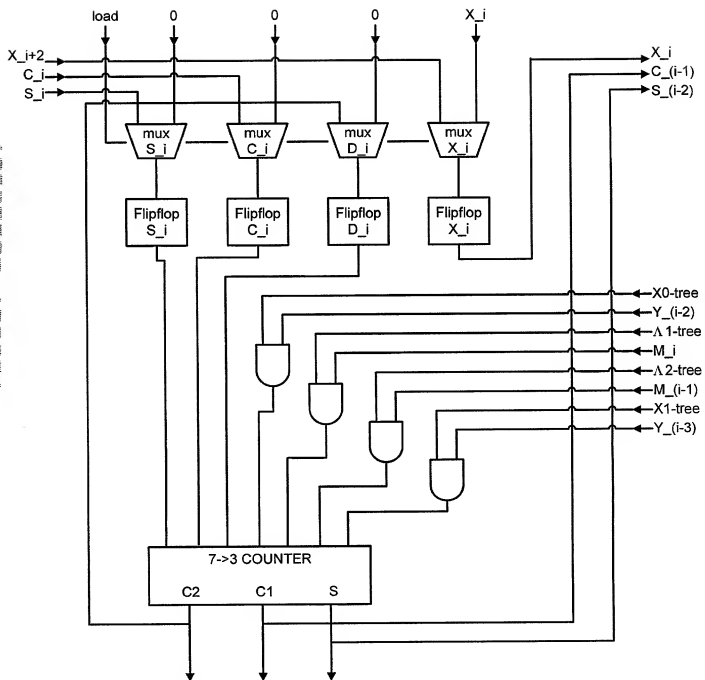 load 0 0 0 X_i
X_i+2
C_i
S_i
X_i
C_(i-1)
S_(i-2)
mux S_i
mux C_i
mux D_i
mux X_i
Flipflop S_i
Flipflop C_i
Flipflop D_i
Flipflop X_i
X0-tree
Y_(i-2)
Λ1-tree
M_i
Λ2-tree
M_(i-1)
X1-tree
Y_(i-3)
7->3 COUNTER
C2 C1 S